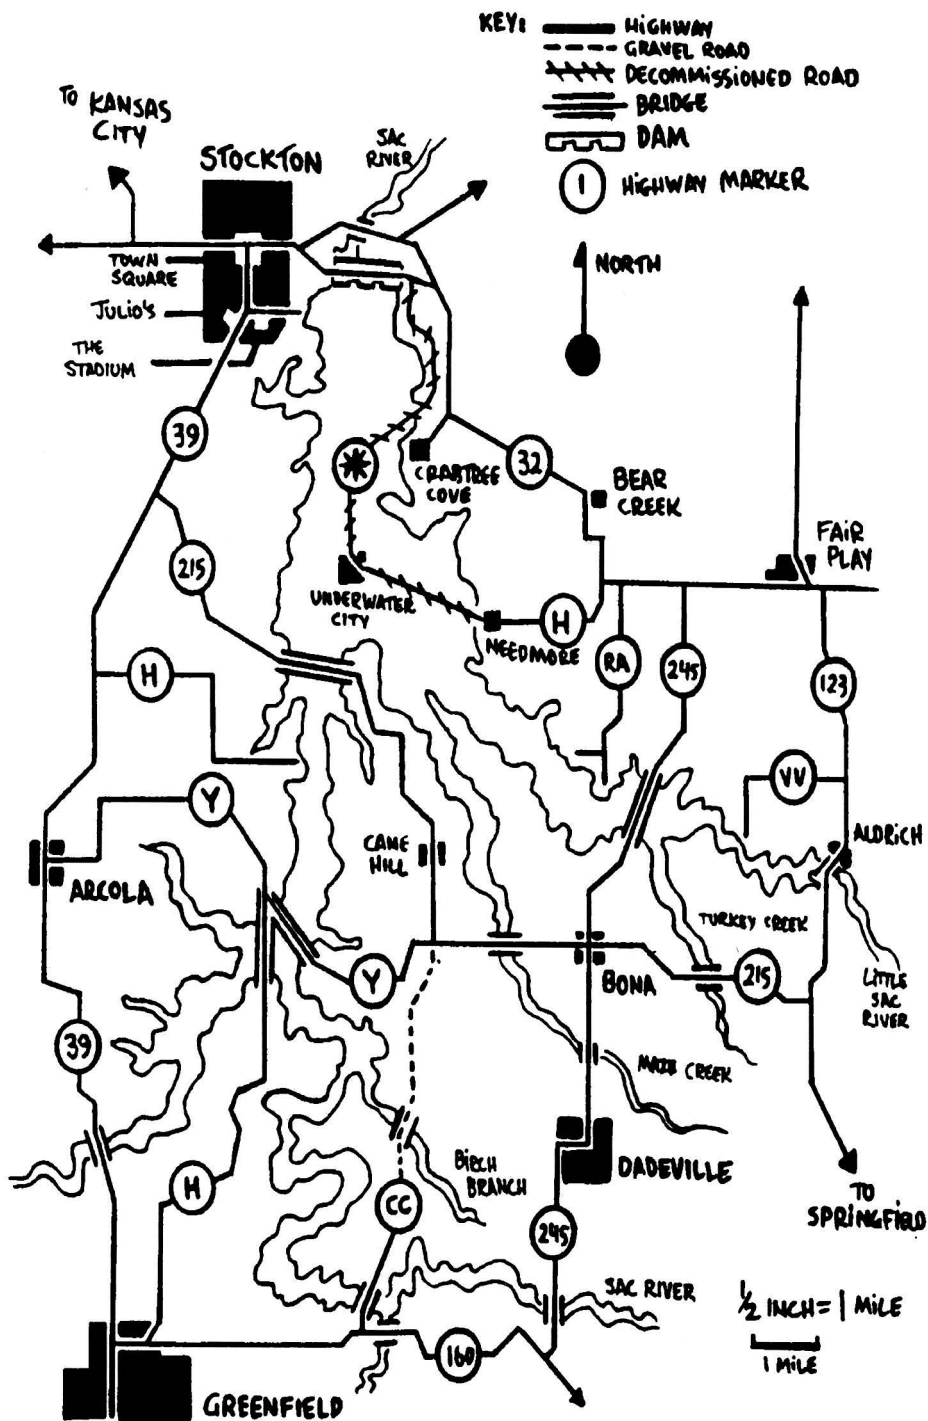 KEY:
HIGHWAY
GRAVEL ROAD
DECOMMISSIONED ROAD
BRIDGE
DAM
1
HIGHWAY MARKER
TO KANSAS
CITY
STOCKTON
SAC
RIVER
NORTH
TOWN
SQUARE
JULIO'S
THE
STADIUM
39
32
CRABTREE
COVE
BEAR
CREEK
FAIR
PLAY
215
UNDERWATER
CITY
NEEDMORE
H
RA
245
123
H
Y
VV
ALDRICH
CANE
HILL
ARCOLA
TURKEY CREEK
Y
BONA
215
LITTLE
SAC
RIVER
39
MAZE CREEK
BIRCH
BRANCH
DADEVILLE
H
CC
TO
SPRINGFIELD
245
SAC RIVER
1/2 INCH = 1 MILE
1 MILE
160
GREENFIELD